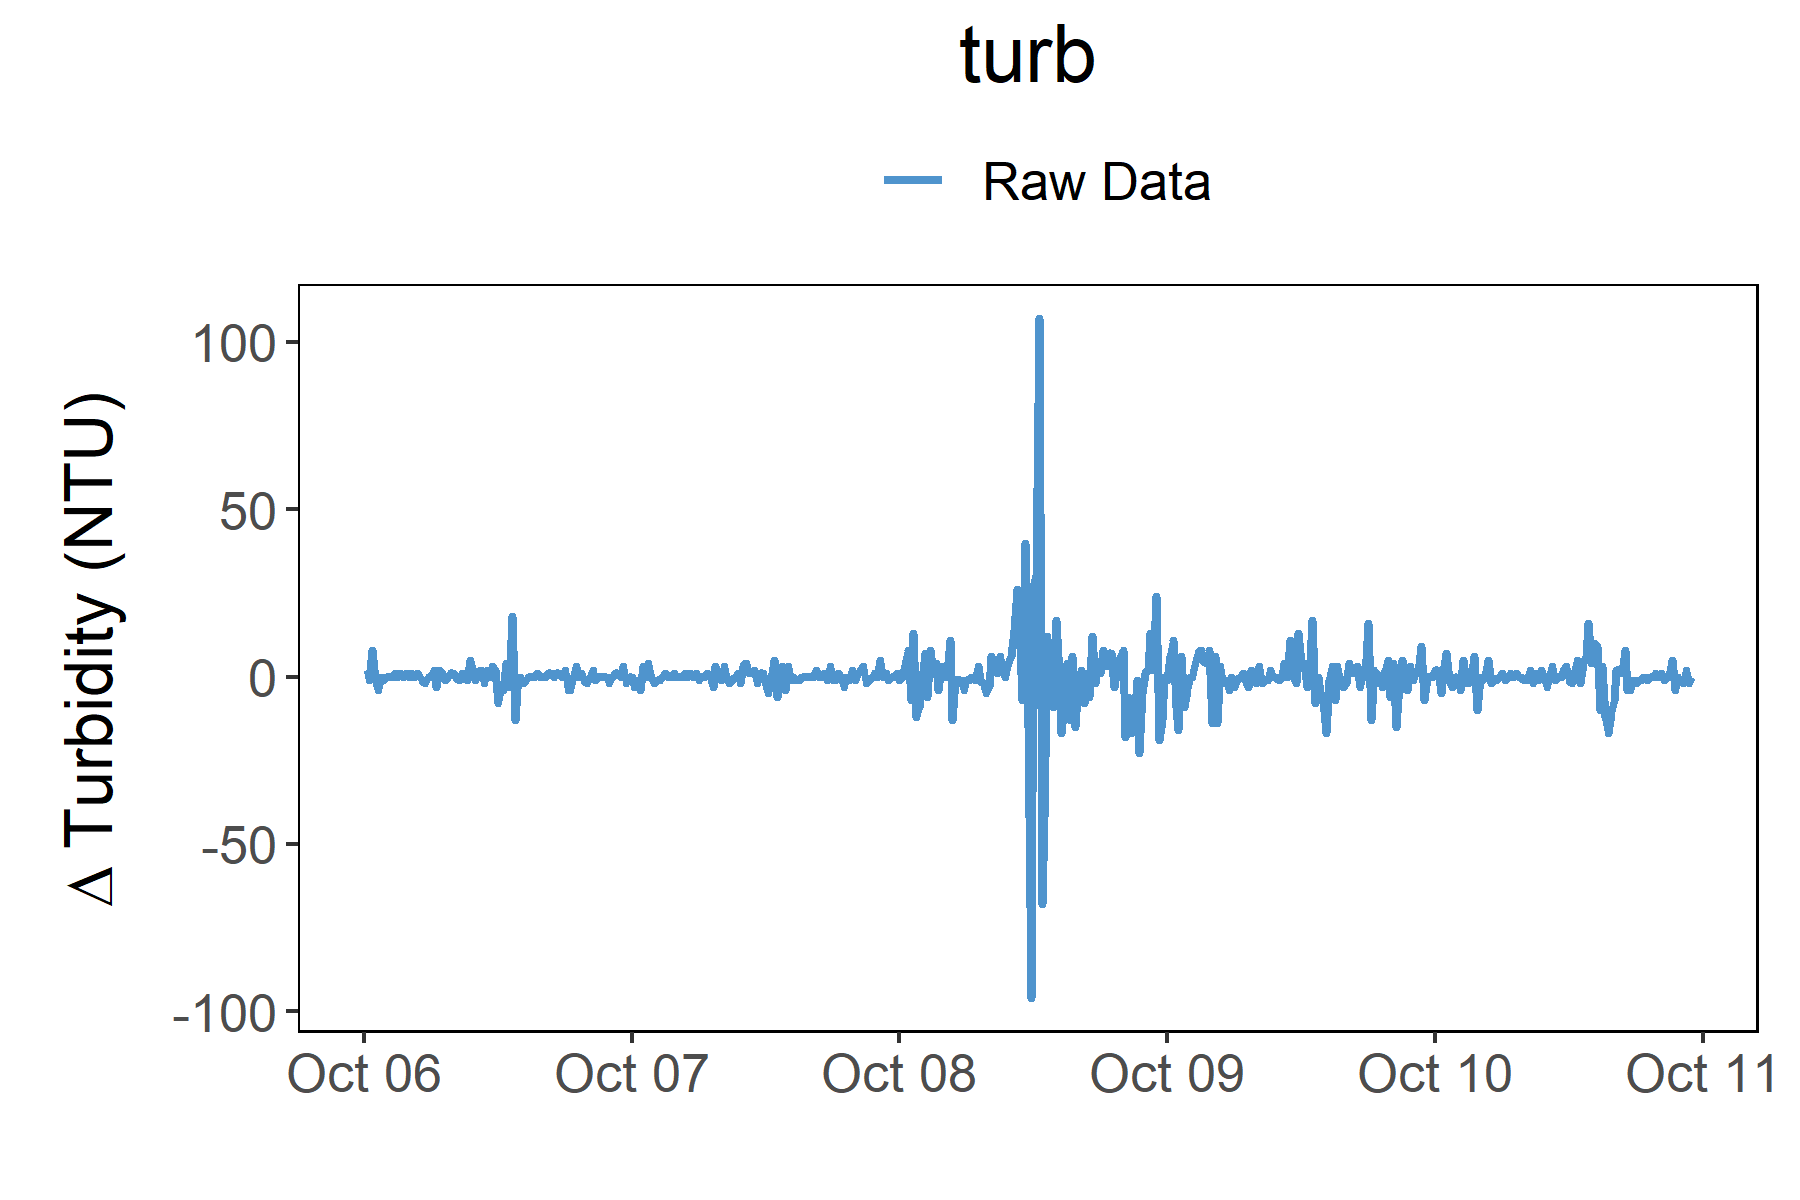 turb
Raw Data
Δ Turbidity (NTU)
100
50
0
-50
-100
Oct 06 Oct 07 Oct 08 Oct 09 Oct 10 Oct 11